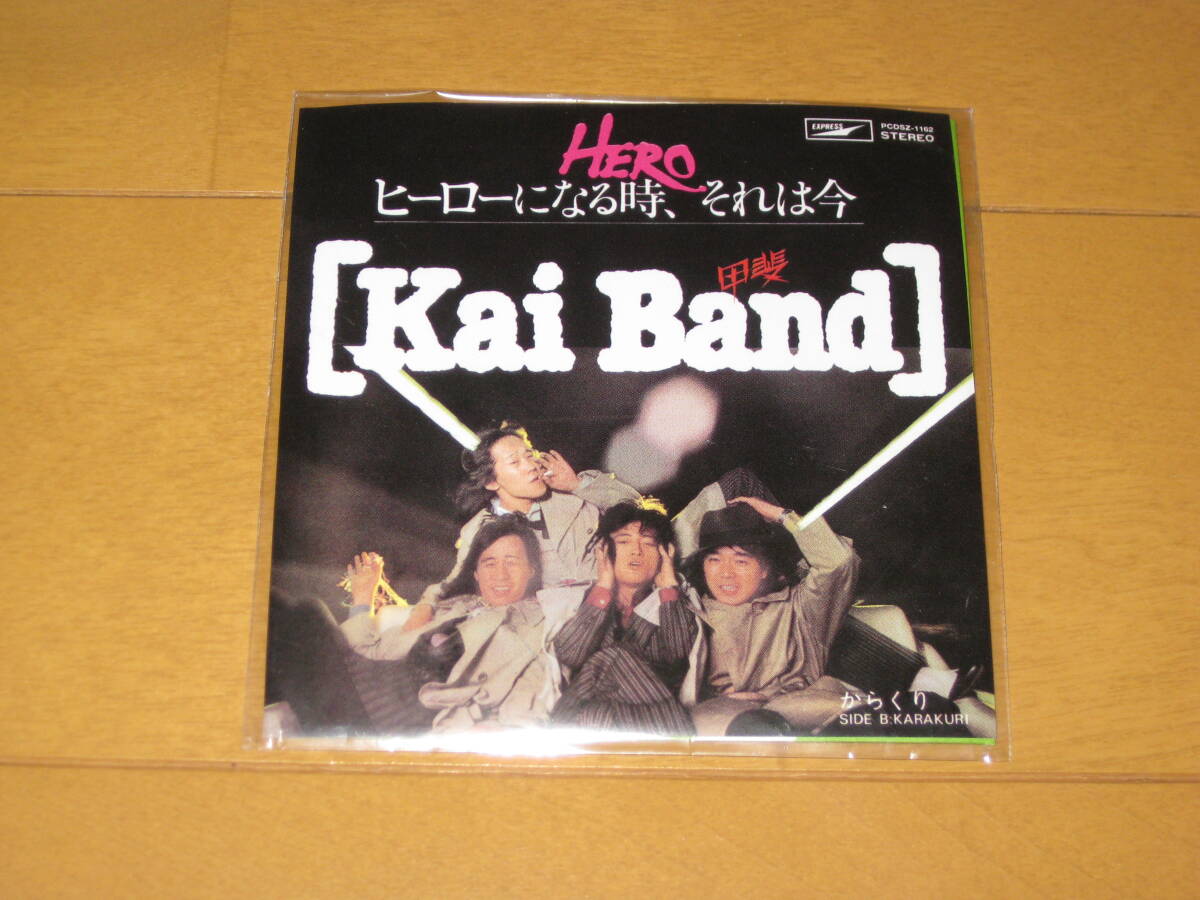 EXPRESS
PCDSZ-1162
STEREO
HERO
ヒーローになる時、それは今
甲斐
[Kai Band]
からくり
SIDE B:KARAKURI